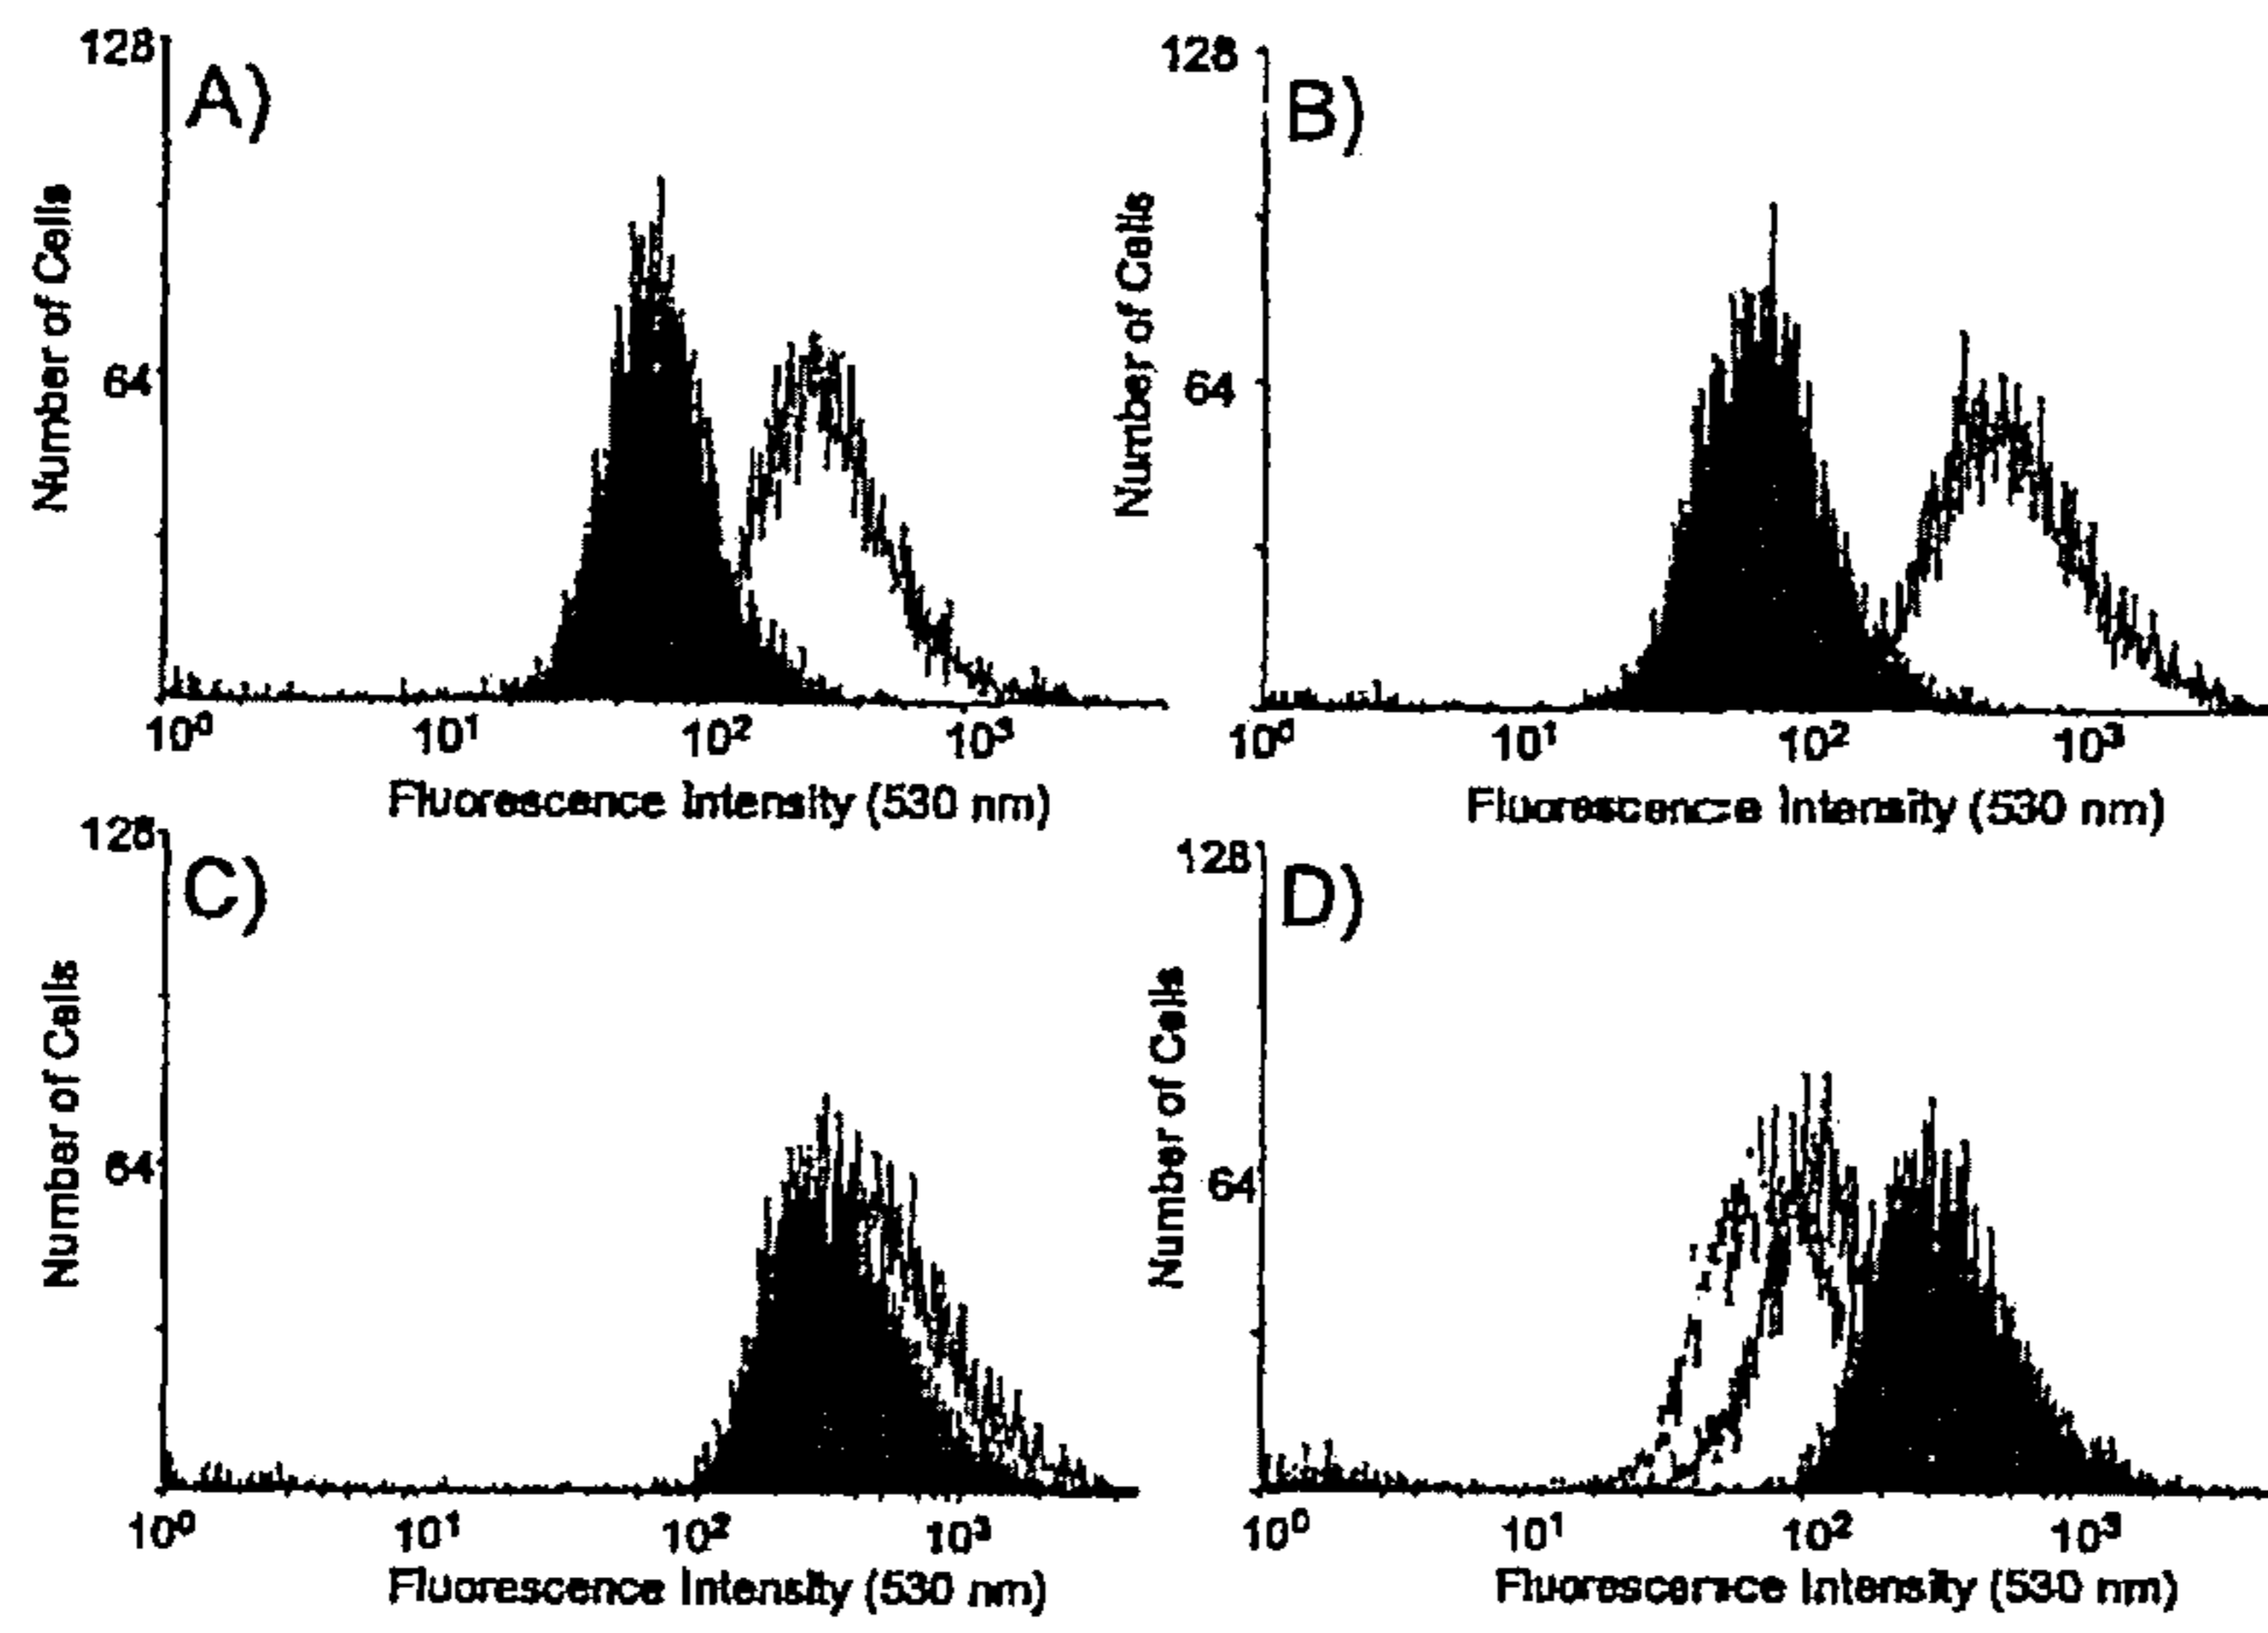 128
A)
Number of Cells
64
10⁰ 10¹ 10² 10³
Fluorescence Intensity (530 nm)
128
B)
Number of Cells
64
10⁰ 10¹ 10² 10³
Fluorescence Intensity (530 nm)
128
C)
Number of Cells
64
10⁰ 10¹ 10² 10³
Fluorescence Intensity (530 nm)
128
D)
Number of Cells
64
10⁰ 10¹ 10² 10³
Fluorescence Intensity (530 nm)